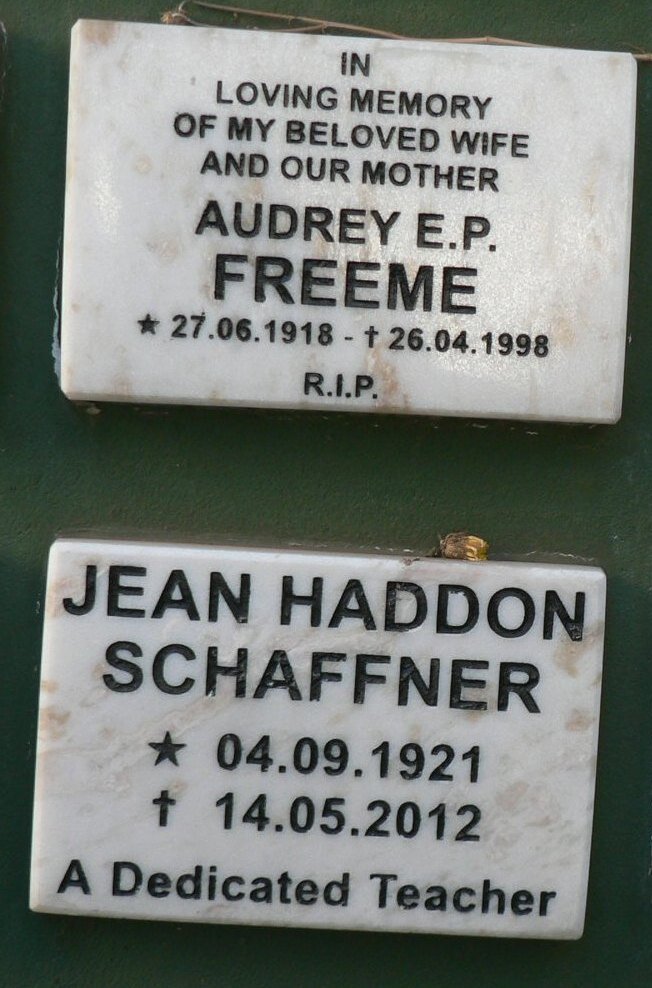 IN
LOVING MEMORY
OF MY BELOVED WIFE
AND OUR MOTHER
AUDREY E.P.
FREEME
★ 27.06.1918 - † 26.04.1998
R.I.P.
JEAN HADDON
SCHAFFNER
★ 04.09.1921
† 14.05.2012
A Dedicated Teacher